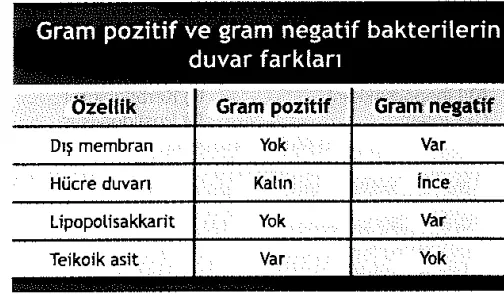 Gram pozitif ve gram negatif bakterilerin
duvar farkları
Özellik Gram pozitif Gram negatif
Dış membran Yok Var
Hücre duvarı Kalın İnce
Lipopolisakkarit Yok Var
Teikoik asit Var Yok